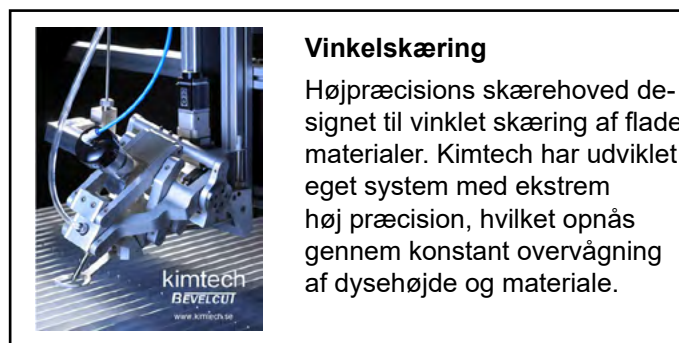 Vinkelskæring
Højpræcisions skærehoved de-
signet til vinklet skæring af flade
materialer. Kimtech har udviklet
eget system med ekstrem
høj præcision, hvilket opnås
gennem konstant overvågning
af dysehøjde og materiale.
kimtech
BEVELCUT
www.kimtech.se